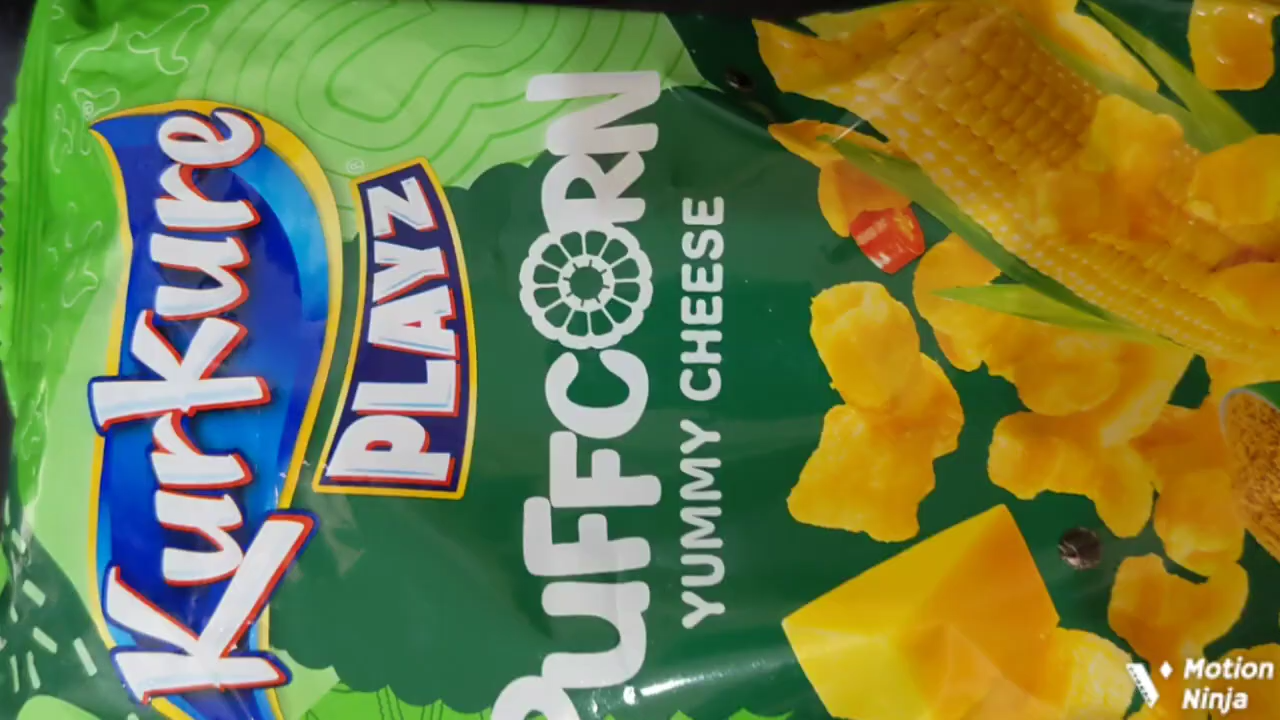 Kurkure
PLAYZ
PUFFCORN
YUMMY CHEESE
Motion
Ninja